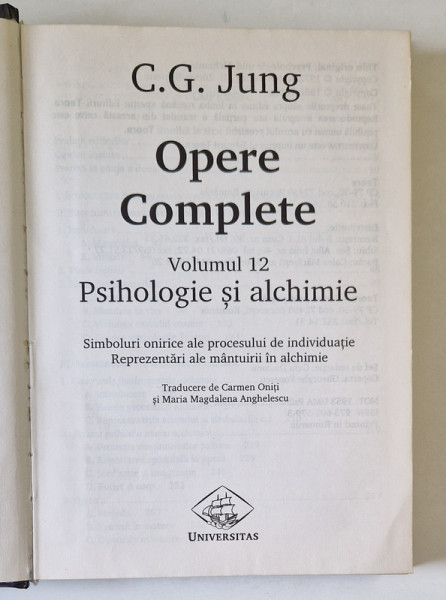 C.G. Jung
Opere
Complete
Volumul 12
Psihologie și alchimie
Simboluri onirice ale procesului de individuație
Reprezentări ale mântuirii în alchimie
Traducere de Carmen Oniți
și Maria Magdalena Anghelescu
UNIVERSITAS